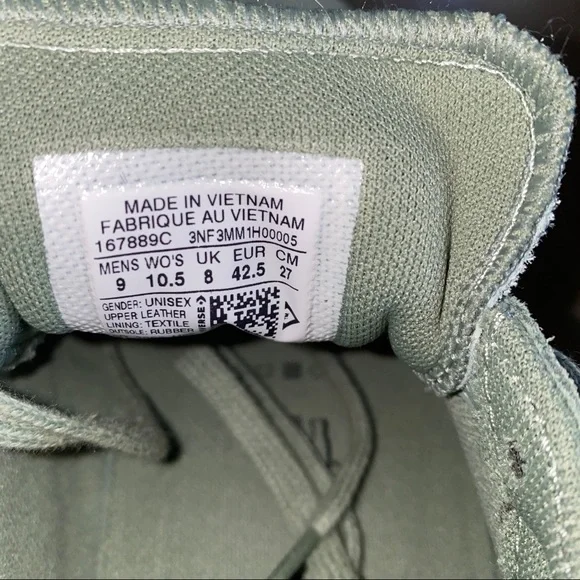 MADE IN VIETNAM
FABRIQUE AU VIETNAM
167889C 3NF3MM1H00005
MENS WO'S UK EUR CM
9 10.5 8 42.5 27
GENDER: UNISEX
UPPER LEATHER
LINING: TEXTILE
OUTSOLE: RUBBER